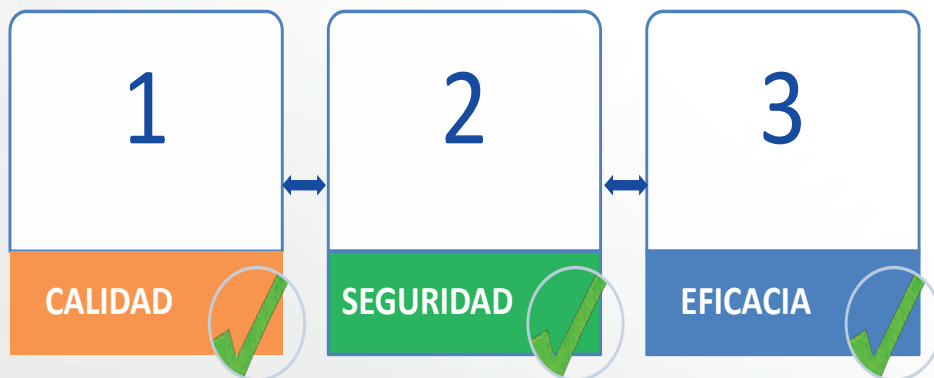 1
2
3
CALIDAD
SEGURIDAD
EFICACIA